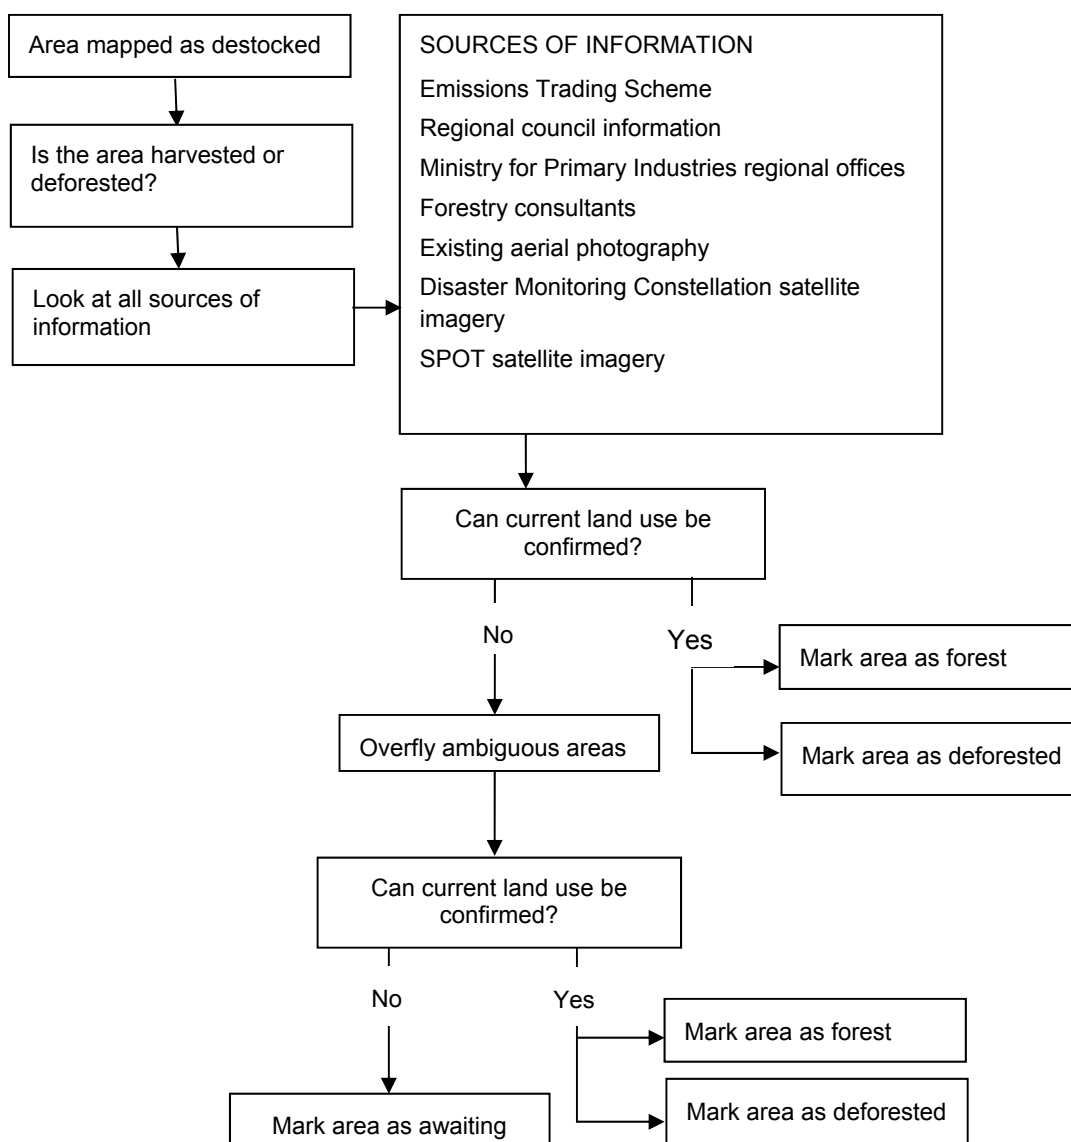 Area mapped as destocked
Is the area harvested or
deforested?
Look at all sources of
information
SOURCES OF INFORMATION
Emissions Trading Scheme
Regional council information
Ministry for Primary Industries regional offices
Forestry consultants
Existing aerial photography
Disaster Monitoring Constellation satellite
imagery
SPOT satellite imagery
Can current land use be
confirmed?
No
Yes
Mark area as forest
Mark area as deforested
Overfly ambiguous areas
Can current land use be
confirmed?
No
Yes
Mark area as forest
Mark area as deforested
Mark area as awaiting